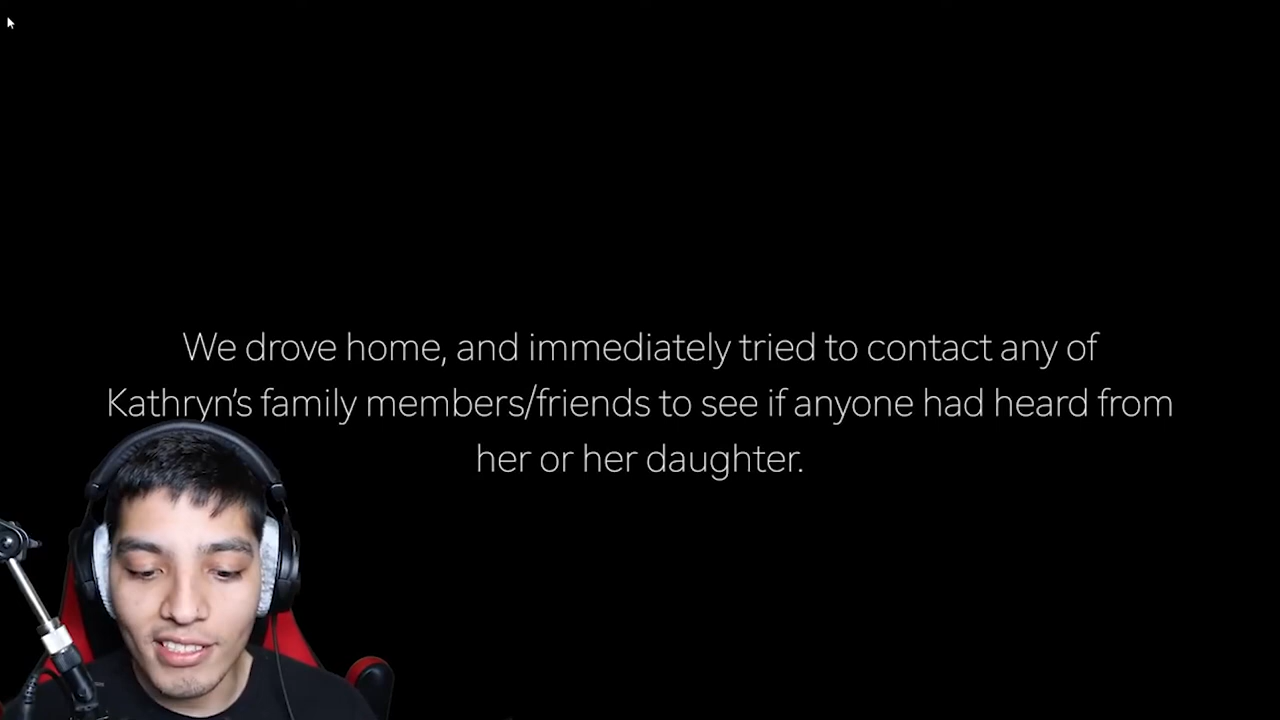 We drove home, and immediately tried to contact any of
Kathryn's family members/friends to see if anyone had heard from
her or her daughter.